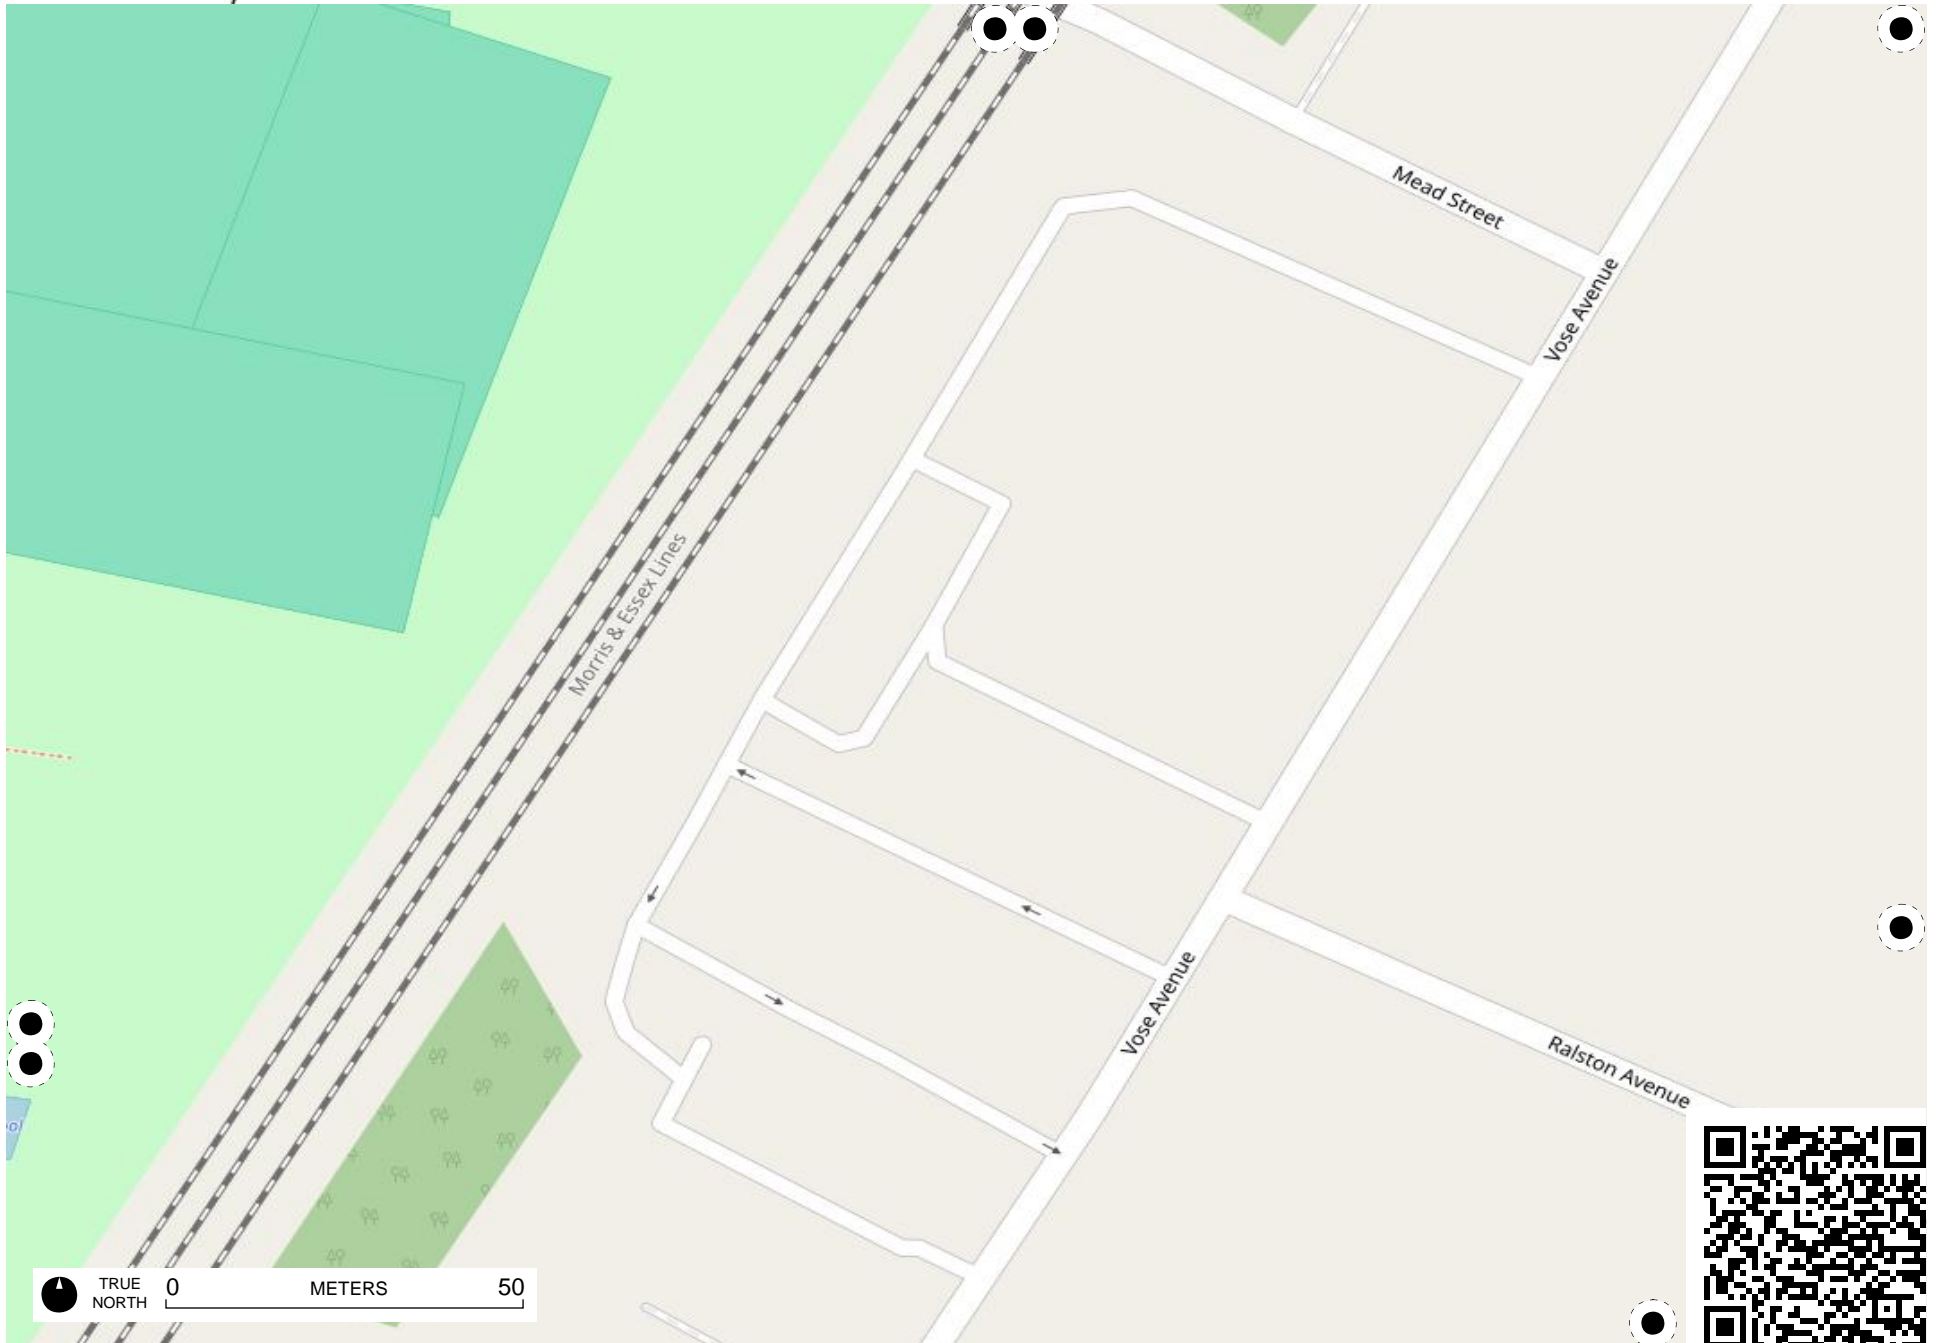 Mead Street
Vose Avenue
Morris & Essex Lines
Vose Avenue
Ralston Avenue
TRUE
NORTH
0 METERS 50